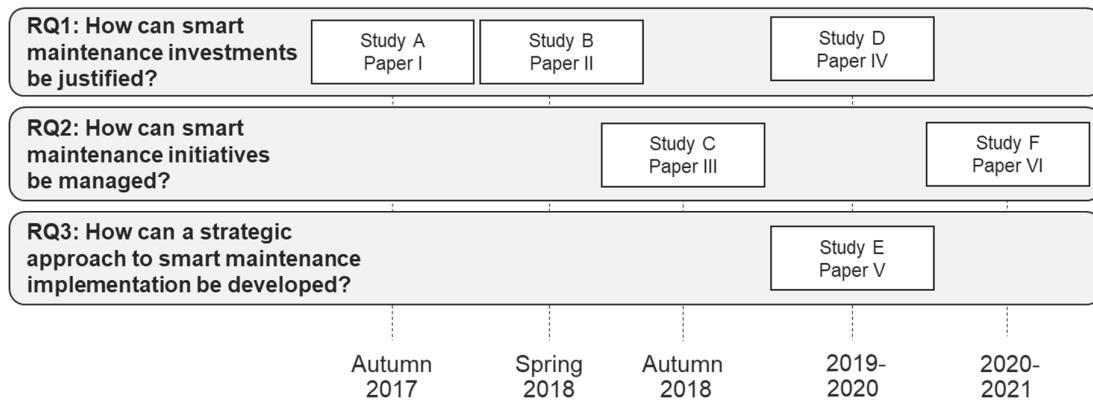 RQ1: How can smart
maintenance investments
be justified?
Study A
Paper I
Study B
Paper II
Study D
Paper IV
RQ2: How can smart
maintenance initiatives
be managed?
Study C
Paper III
Study F
Paper VI
RQ3: How can a strategic
approach to smart maintenance
implementation be developed?
Study E
Paper V
Autumn
2017
Spring
2018
Autumn
2018
2019-
2020
2020-
2021